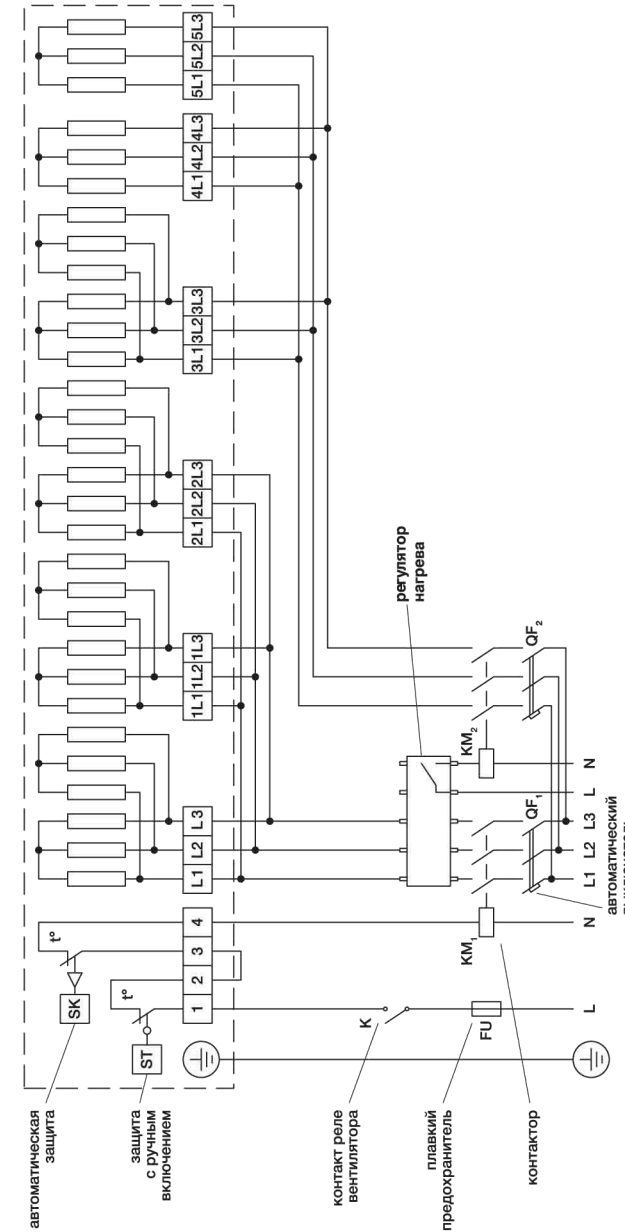 автоматическая
защита
защита
с ручным
включением
SK
t°
ST
t°
1
2
3
4
L1
L2
L3
1L1
1L2
1L3
2L1
2L2
2L3
3L1
3L2
3L3
4L1
4L2
4L3
5L1
5L2
5L3
контакт реле
вентилятора
K
плавкий
предохранитель
FU
контактор
KM1
регулятор
нагрева
KM2
QF1
QF2
L
N
L1
L2
L3
L
N
автоматический